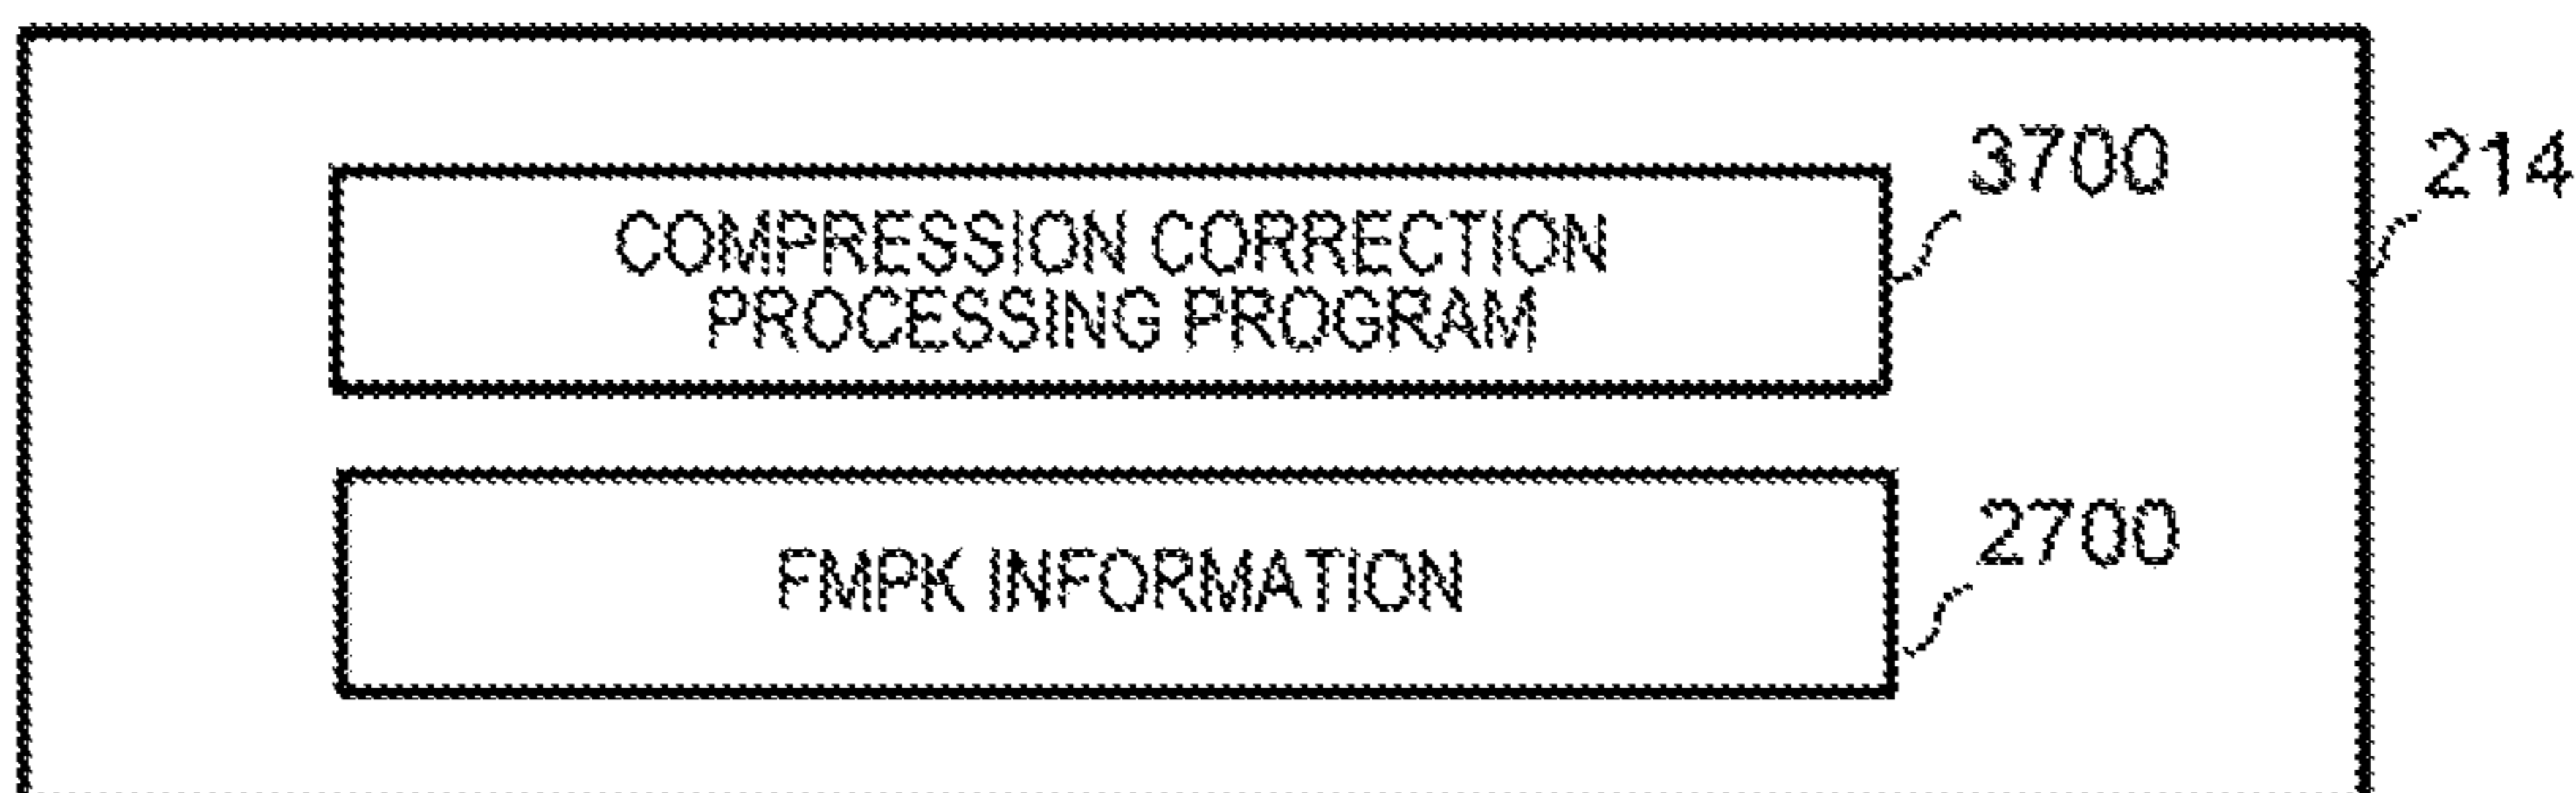 COMPRESSION CORRECTION
PROCESSING PROGRAM
3700
214
FMPK INFORMATION
2700